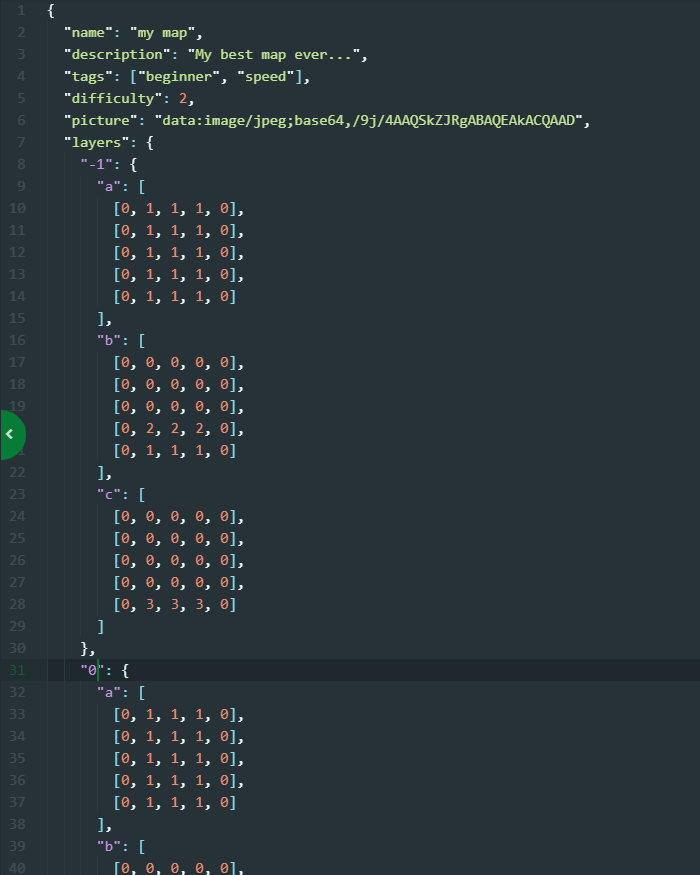 1 {
2 "name": "my map",
3 "description": "My best map ever...",
4 "tags": ["beginner", "speed"],
5 "difficulty": 2,
6 "picture": "data:image/jpeg;base64,/9j/4AAQSkZJRgABAQEAkACQAAD",
7 "layers": {
8 "-1": {
9 "a": [
10 [0, 1, 1, 1, 0],
11 [0, 1, 1, 1, 0],
12 [0, 1, 1, 1, 0],
13 [0, 1, 1, 1, 0],
14 [0, 1, 1, 1, 0]
15 ],
16 "b": [
17 [0, 0, 0, 0, 0],
18 [0, 0, 0, 0, 0],
19 [0, 0, 0, 0, 0],
[0, 2, 2, 2, 0],
[0, 1, 1, 1, 0]
22 ],
23 "c": [
24 [0, 0, 0, 0, 0],
25 [0, 0, 0, 0, 0],
26 [0, 0, 0, 0, 0],
27 [0, 0, 0, 0, 0],
28 [0, 3, 3, 3, 0]
29 ]
30 },
31 "0": {
32 "a": [
33 [0, 1, 1, 1, 0],
34 [0, 1, 1, 1, 0],
35 [0, 1, 1, 1, 0],
36 [0, 1, 1, 1, 0],
37 [0, 1, 1, 1, 0]
38 ],
39 "b": [
40 [0, 0, 0, 0, 0],